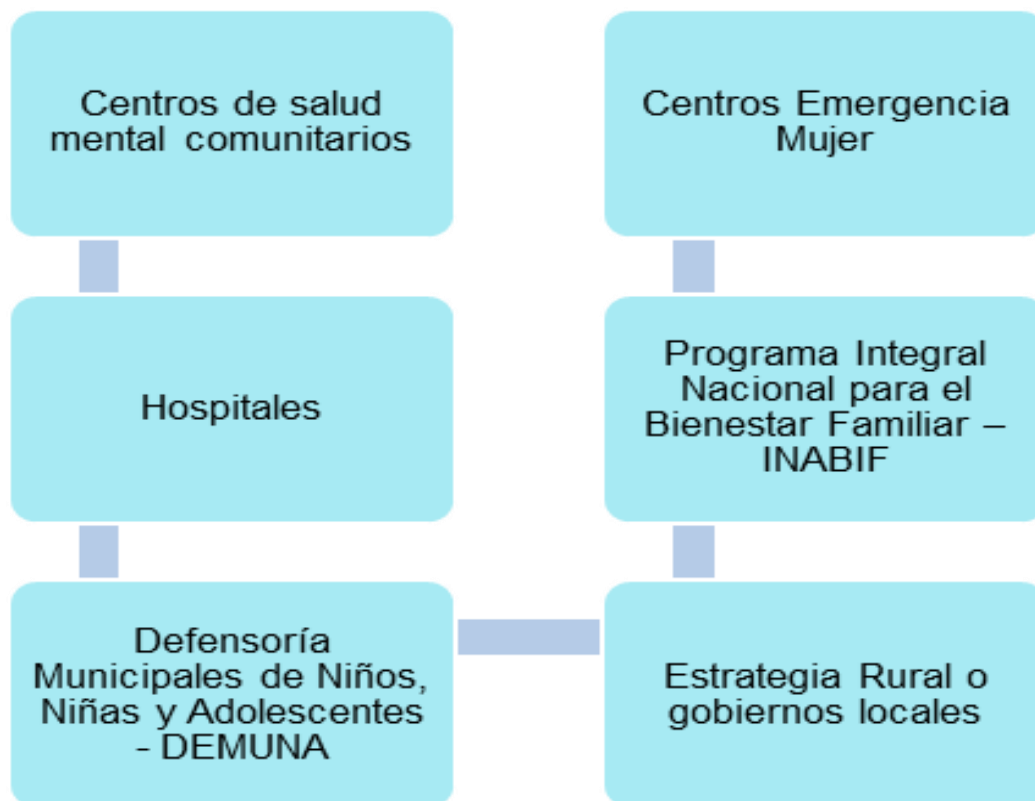 Centros de salud
mental comunitarios
Hospitales
Defensoría
Municipales de Niños,
Niñas y Adolescentes
- DEMUNA
Estrategia Rural o
gobiernos locales
Programa Integral
Nacional para el
Bienestar Familiar –
INABIF
Centros Emergencia
Mujer